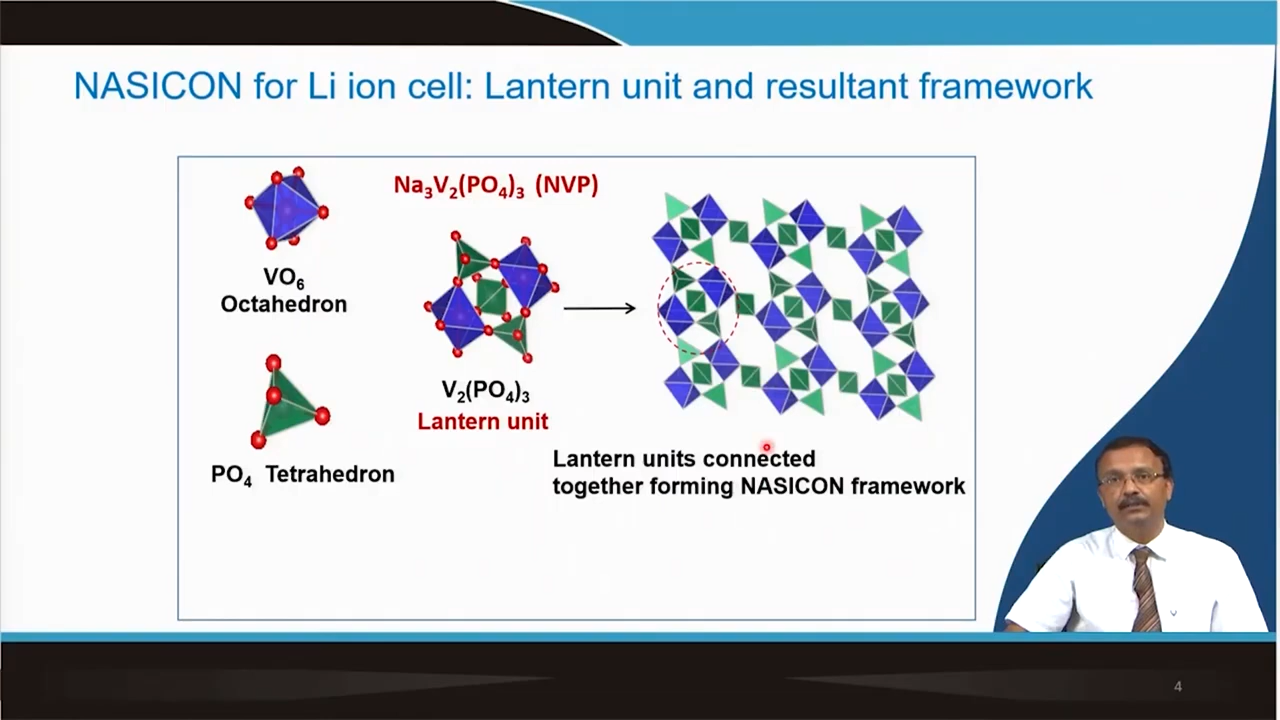 NASICON for Li ion cell: Lantern unit and resultant framework
Na₃V₂(PO₄)₃ (NVP)
VO₆
Octahedron
V₂(PO₄)₃
Lantern unit
PO₄ Tetrahedron
Lantern units connected
together forming NASICON framework
4